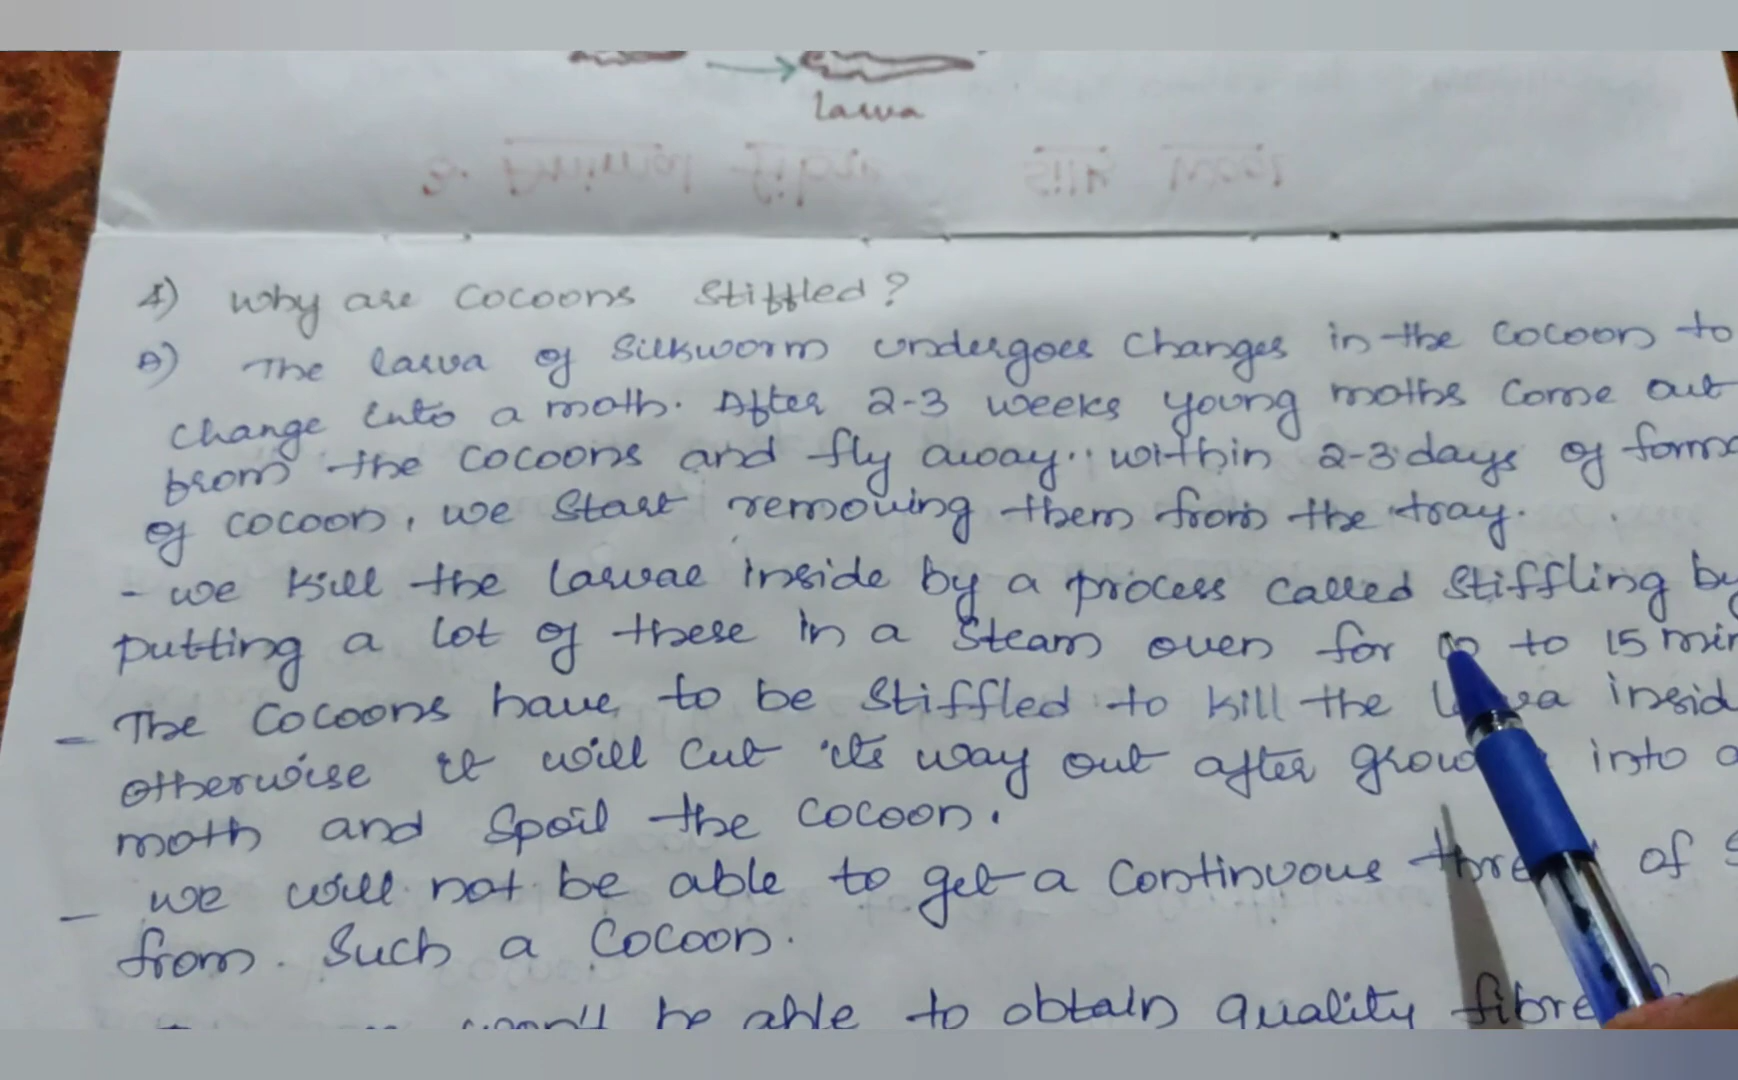 larva
1) Why are cocoons stiffled?
A) The larva of silkworm undergoes changes in the cocoon to
change into a moth. After 2-3 weeks young moths come out
from the cocoons and fly away. within 2-3 days of form
of cocoon, we start removing them from the tray.
- we kill the larvae inside by a process called stiffling by
putting a lot of these in a steam oven for to 15 min
- The cocoons have to be stiffled to kill the insid
otherwise it will cut its way out after into a
moth and spoil the cocoon.
- we will not be able to get a continuous of s
from such a cocoon.
won't be able to obtain quality fibre